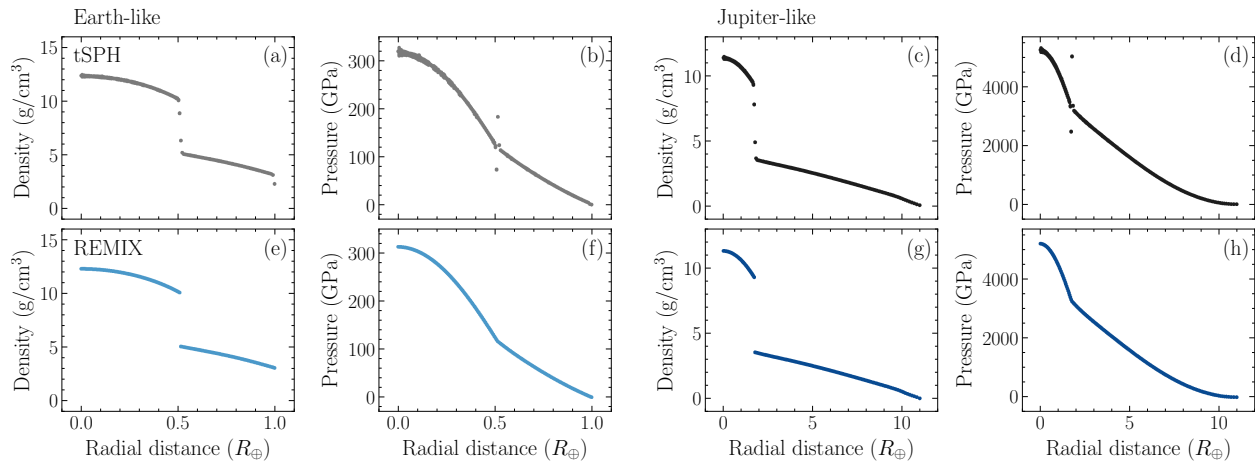 Earth-like
Jupiter-like
tSPH
(a)
(b)
(c)
(d)
Density (g/cm³)
15
10
5
0
Pressure (GPa)
300
200
100
0
Density (g/cm³)
10
5
0
Pressure (GPa)
4000
2000
0
REMIX
(e)
(f)
(g)
(h)
Density (g/cm³)
15
10
5
0
Pressure (GPa)
300
200
100
0
Density (g/cm³)
10
5
0
Pressure (GPa)
4000
2000
0
0.0 0.5 1.0
0.0 0.5 1.0
0 5 10
0 5 10
Radial distance (R⊕)
Radial distance (R⊕)
Radial distance (R⊕)
Radial distance (R⊕)